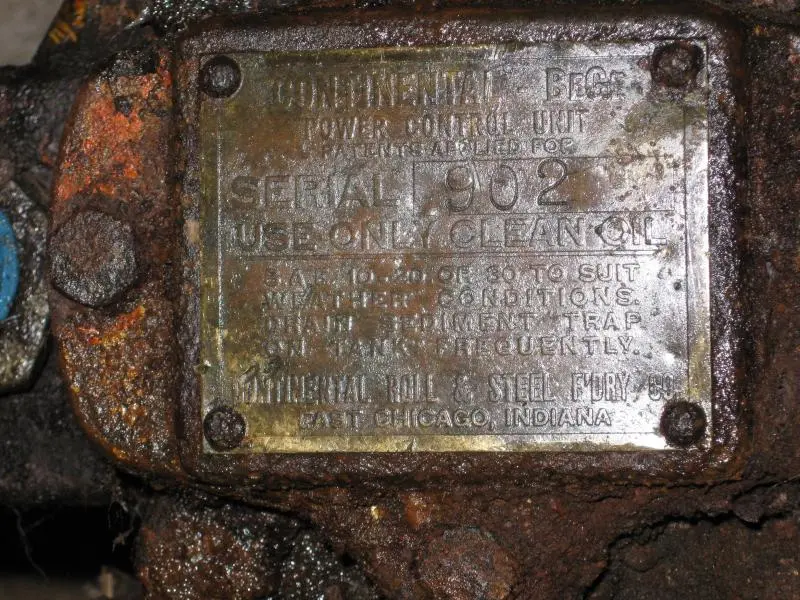 CONTINENTAL - BEGE
POWER CONTROL UNIT
PATENTS APPLIED FOR
SERIAL 902
USE ONLY CLEAN OIL
S.A.E. 10-20 OR 30 TO SUIT
WEATHER CONDITIONS.
DRAIN SEDIMENT TRAP
ON TANK FREQUENTLY.
CONTINENTAL ROLL & STEEL F'DRY. CO.
EAST CHICAGO, INDIANA